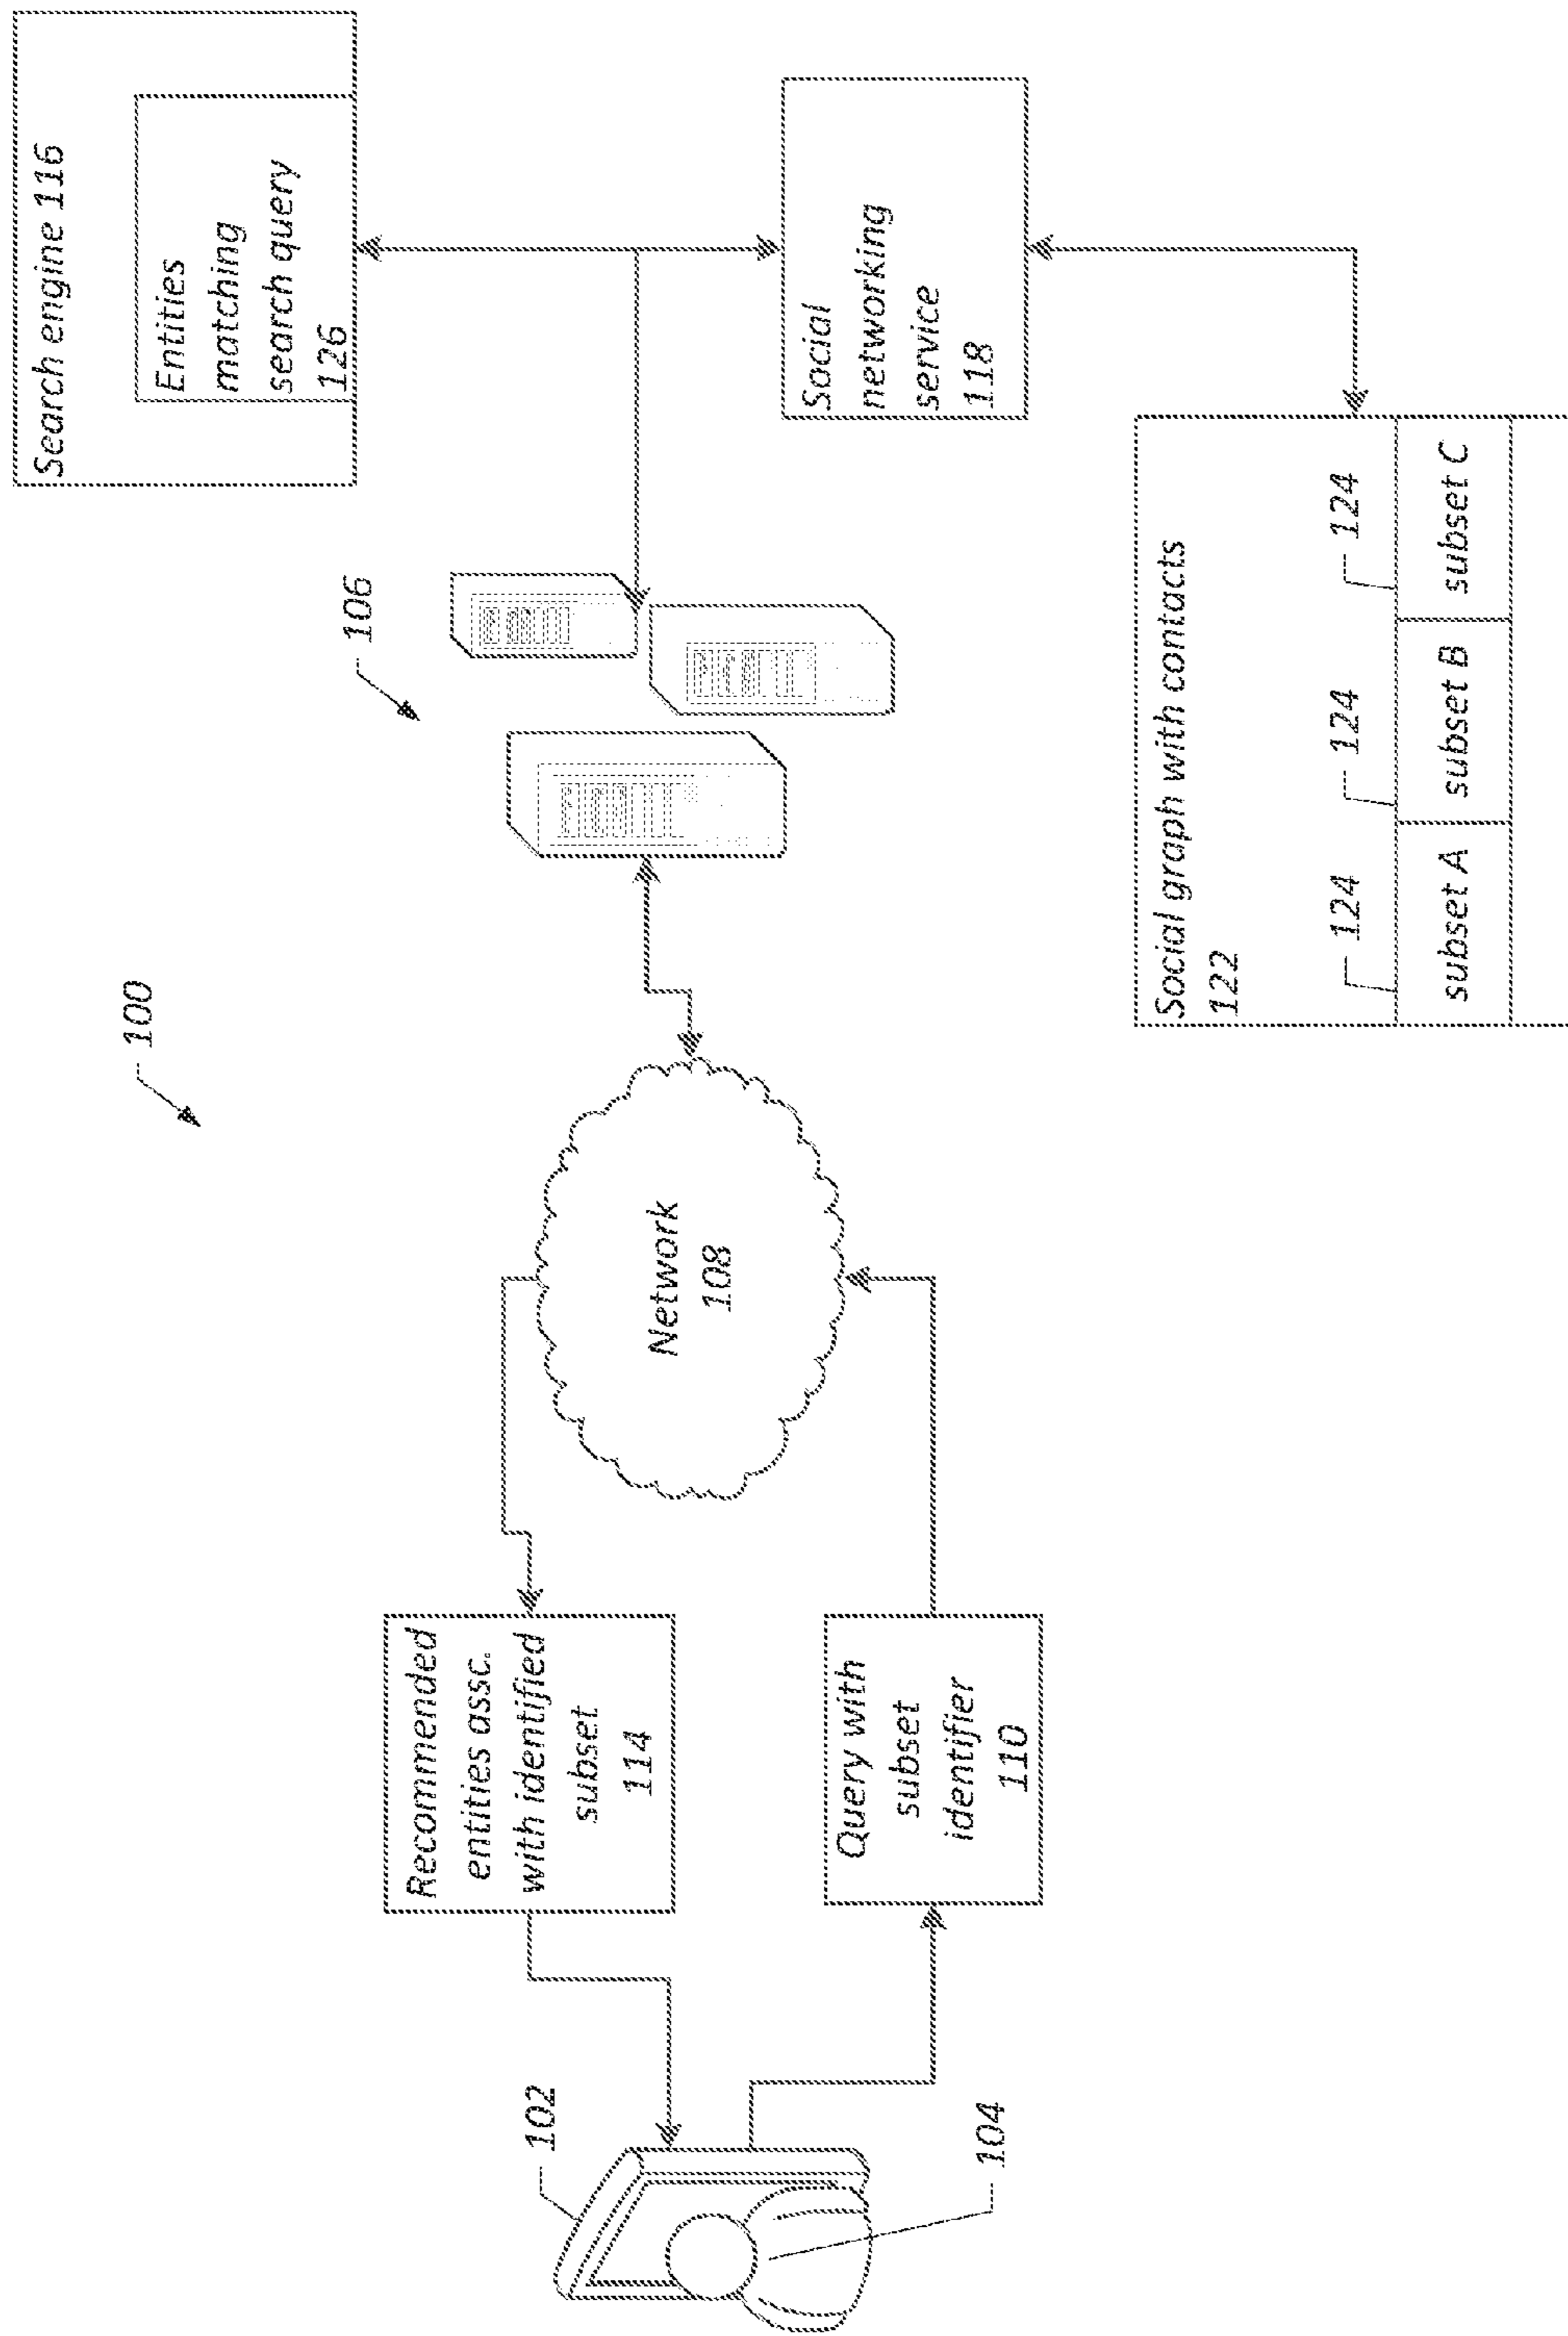 100
Search engine 116
Entities
matching
search query
126
106
102
Recommended
entities assc.
with identified
subset
114
Network
108
Social
networking
service
118
Query with
subset
identifier
110
104
Social graph with contacts
122
124
124
124
subset A
subset B
subset C